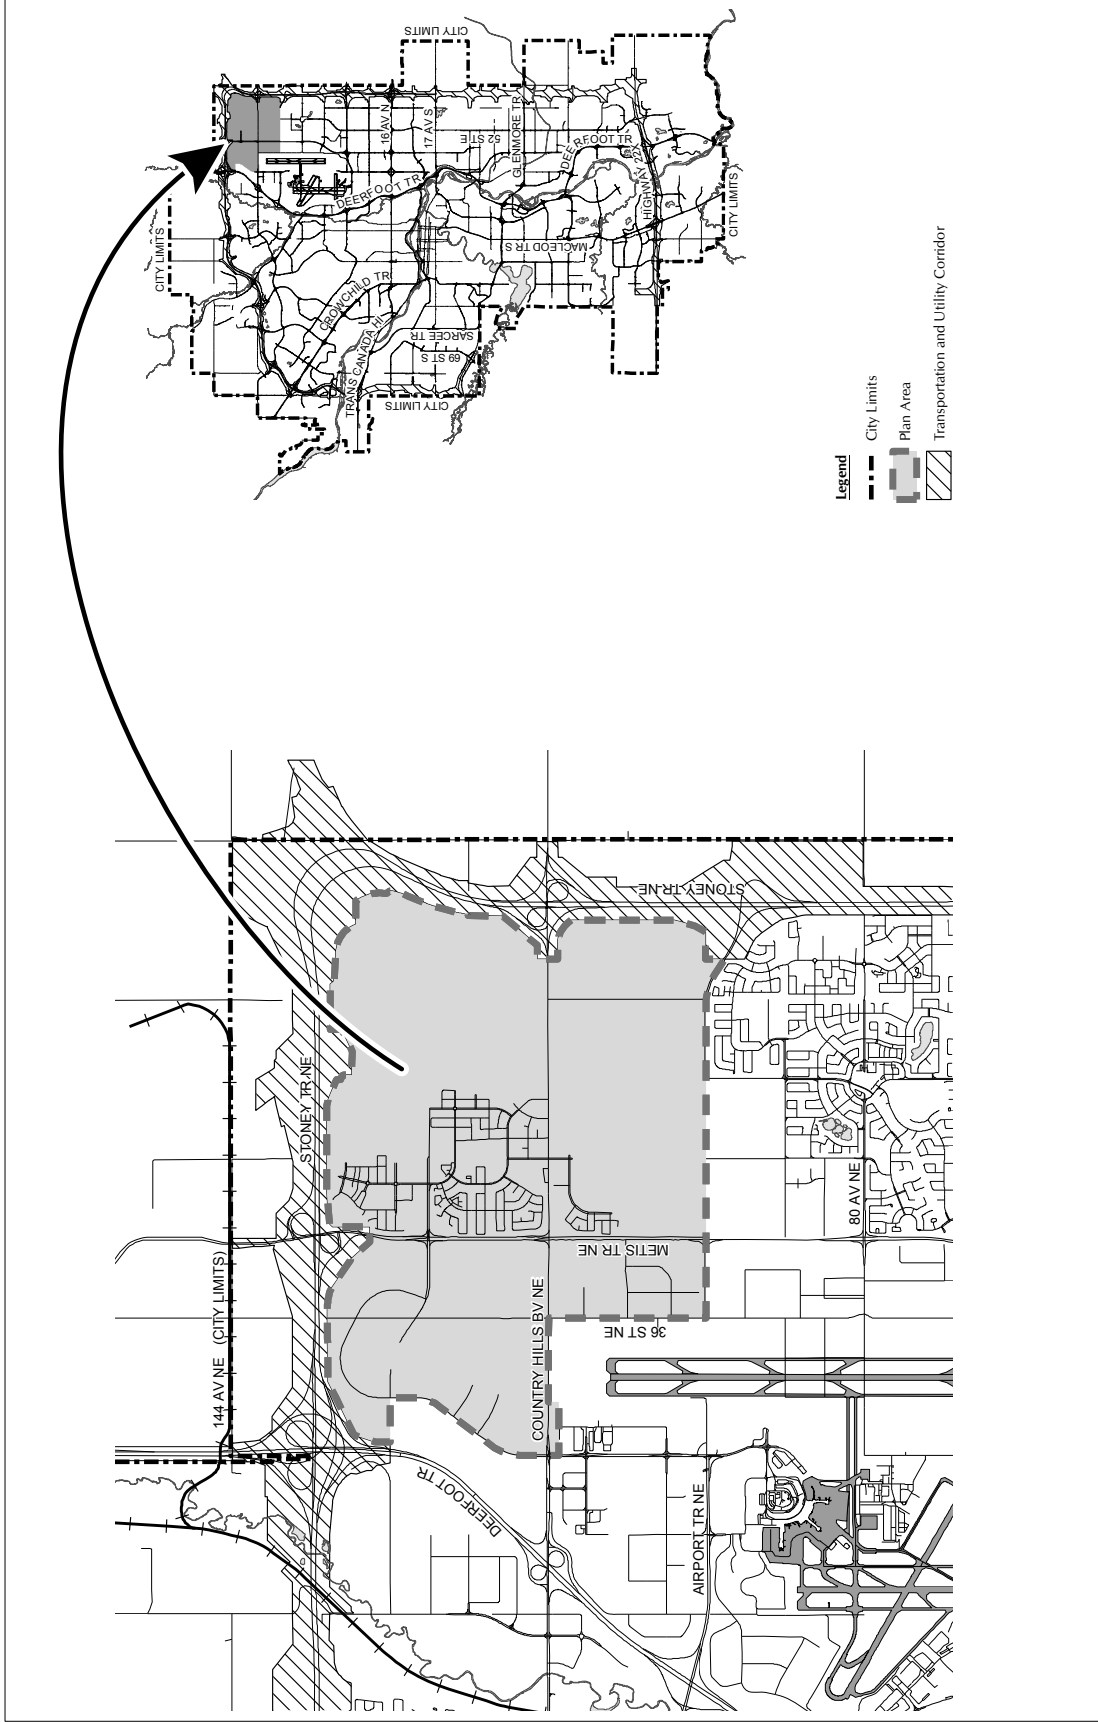 CITY LIMITS
CITY LIMITS
16 AV N
17 AV S
52 ST E
GLENMORE TR
DEERFOOT TR
DEERFOOT TR
HIGHWAY 22X
CITY LIMITS
MACLEOD TR S
CROWCHILD TR
TRANS CANADA HI
SARCEE TR
69 ST S
CITY LIMITS
Legend
City Limits
Plan Area
Transportation and Utility Corridor
STONEY TR NE
STONEY TR NE
144 AV NE (CITY LIMITS)
METIS TR NE
80 AV NE
COUNTRY HILLS BV NE
36 ST NE
DEERFOOT TR
AIRPORT TR NE